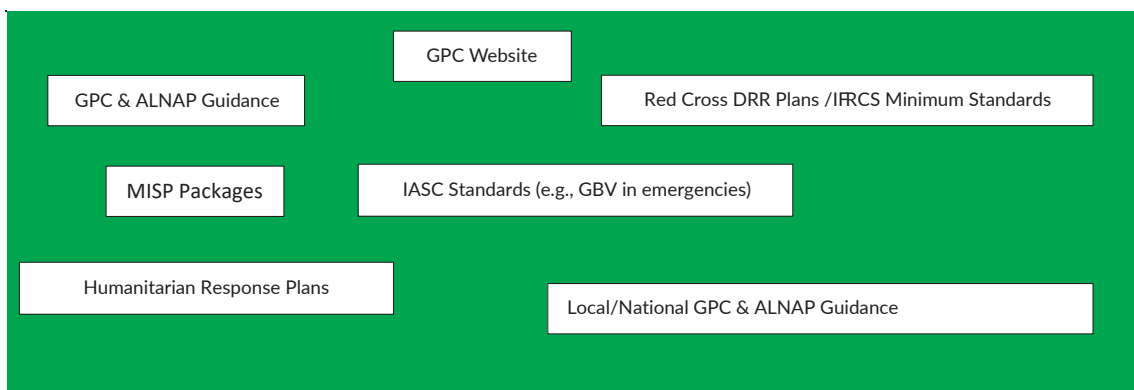 GPC Website
GPC & ALNAP Guidance
Red Cross DRR Plans /IFRCS Minimum Standards
MISP Packages
IASC Standards (e.g., GBV in emergencies)
Humanitarian Response Plans
Local/National GPC & ALNAP Guidance